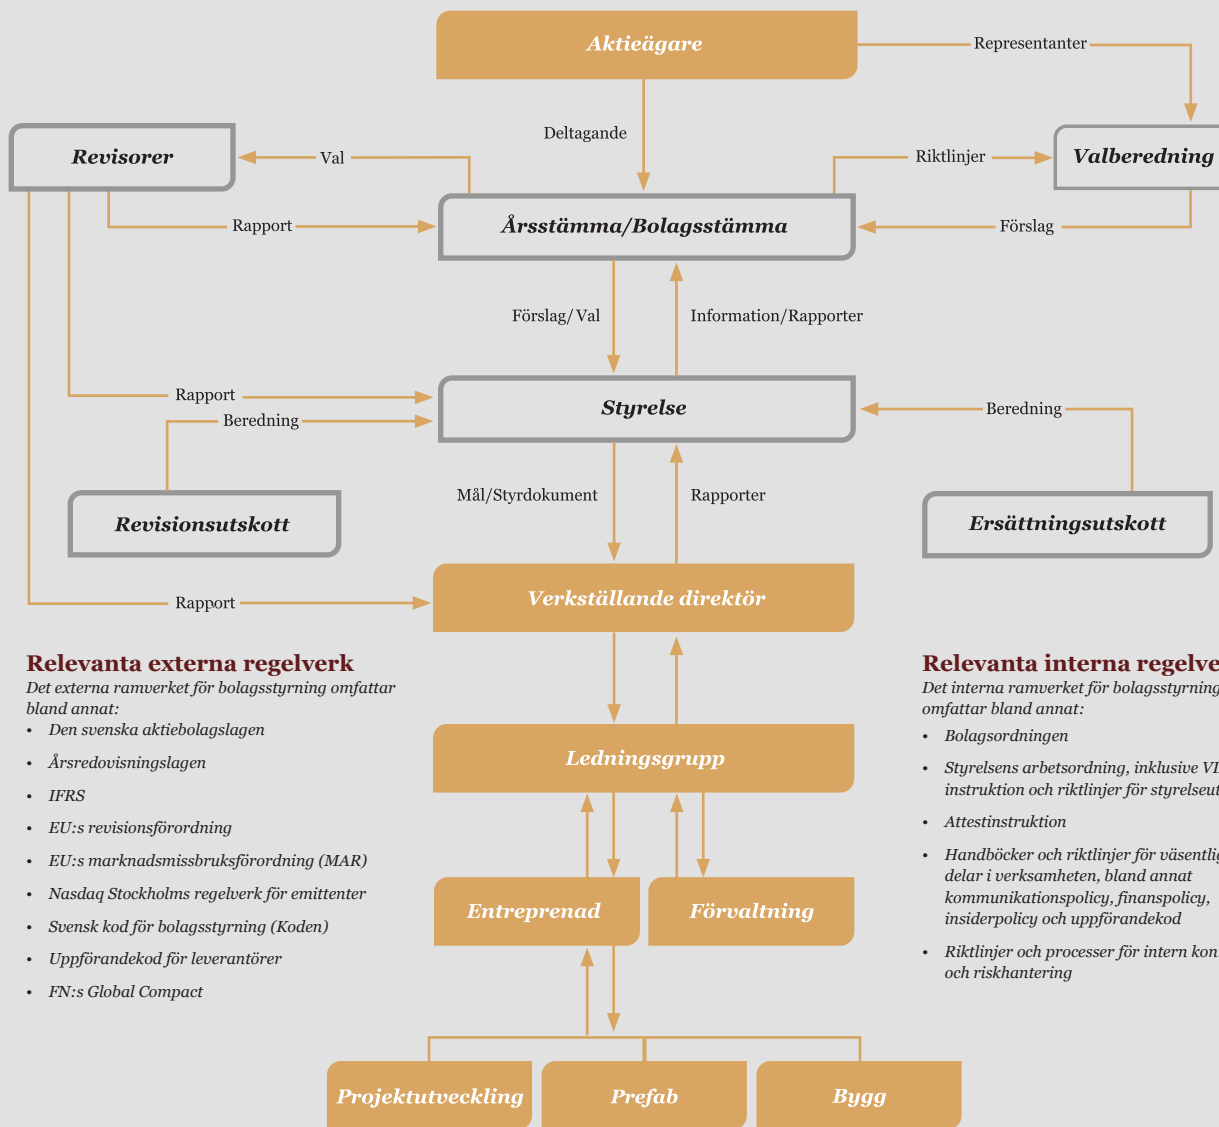 Aktieägare
Representanter
Deltagande
Revisorer
Val
Riktlinjer
Valberedning
Rapport
Årsstämma/Bolagsstämma
Förslag
Förslag/Val
Information/Rapporter
Rapport
Beredning
Styrelse
Beredning
Mål/Styrdokument
Rapporter
Revisionsutskott
Ersättningsutskott
Rapport
Verkställande direktör
Relevanta externa regelverk
Det externa ramverket för bolagsstyrning omfattar
bland annat:
• Den svenska aktiebolagslagen
• Årsredovisningslagen
• IFRS
• EU:s revisionsförordning
• EU:s marknadsmissbruksförordning (MAR)
• Nasdaq Stockholms regelverk för emittenter
• Svensk kod för bolagsstyrning (Koden)
• Uppförandekod för leverantörer
• FN:s Global Compact
Relevanta interna regelve
Det interna ramverket för bolagsstyrning
omfattar bland annat:
• Bolagsordningen
• Styrelsens arbetsordning, inklusive
instruktion och riktlinjer för styrelseut
• Attestinstruktion
• Handböcker och riktlinjer för väsentlig
delar i verksamheten, bland annat
kommunikationspolicy, finanspolicy,
insiderpolicy och uppförandekod
• Riktlinjer och processer för intern kon
och riskhantering
Ledningsgrupp
Entreprenad
Förvaltning
Projektutveckling
Prefab
Bygg